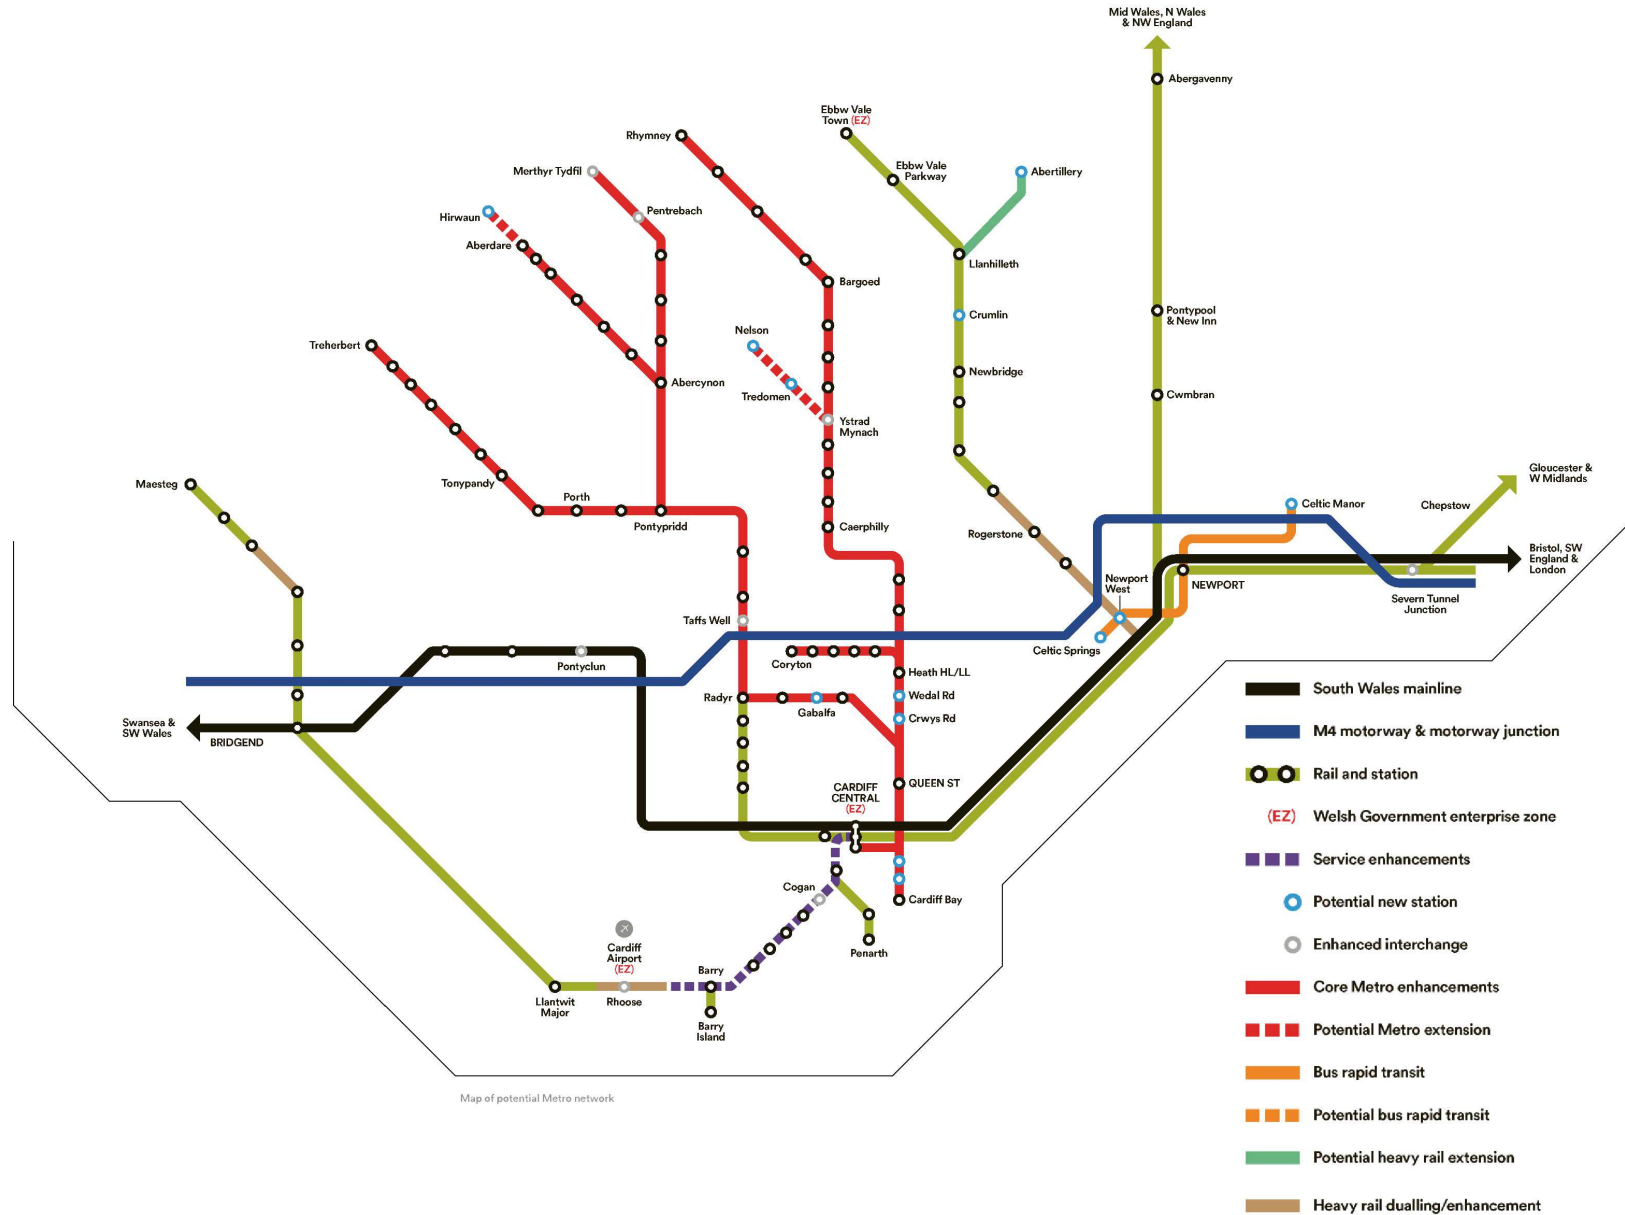 Mid Wales, N Wales
& NW England
Abergavenny
Ebbw Vale
Town (EZ)
Rhymney
Ebbw Vale
Parkway
Merthyr Tydfil
Abertillery
Pentrebach
Hirwaun
Aberdare
Llanhilleth
Bargoed
Pontypool
& New Inn
Crumlin
Nelson
Treherbert
Newbridge
Abercynon
Tredomen
Cwmbran
Ystrad
Mynach
Maesteg
Tonypandy
Gloucester &
W Midlands
Porth
Pontypridd
Chepstow
Celtic Manor
Caerphilly
Rogerstone
Bristol, SW
England &
London
Newport
West
NEWPORT
Severn Tunnel
Junction
Taffs Well
Celtic Springs
Coryton
Pontyclun
Heath HL/LL
Radyr
Wedal Rd
Gabalfa
Crwys Rd
Swansea &
SW Wales
BRIDGEND
QUEEN ST
CARDIFF
CENTRAL
(EZ)
Cogan
Cardiff Bay
Cardiff
Airport
(EZ)
Penarth
Barry
Llantwit
Major
Rhoose
Barry
Island
Map of potential Metro network
South Wales mainline
M4 motorway & motorway junction
Rail and station
(EZ) Welsh Government enterprise zone
Service enhancements
Potential new station
Enhanced interchange
Core Metro enhancements
Potential Metro extension
Bus rapid transit
Potential bus rapid transit
Potential heavy rail extension
Heavy rail dualling/enhancement